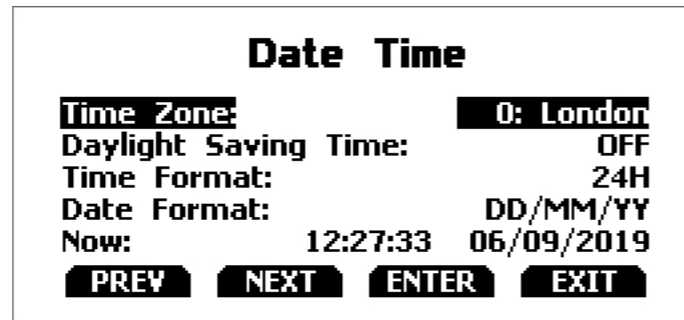 Date Time
Time Zone: 0: London
Daylight Saving Time: OFF
Time Format: 24H
Date Format: DD/MM/YY
Now: 12:27:33 06/09/2019
PREV NEXT ENTER EXIT